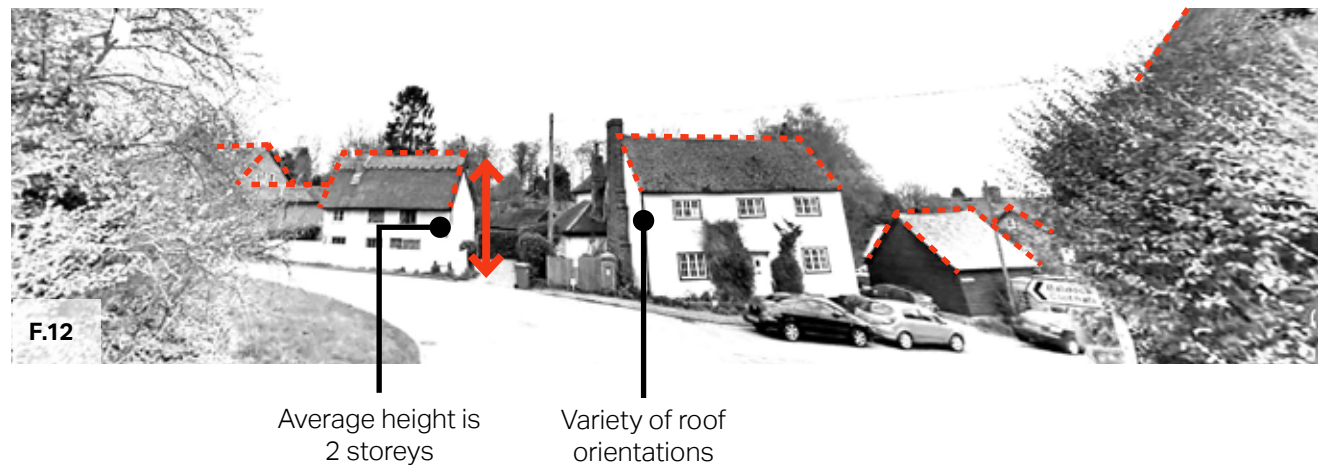 F.12
Average height is
2 storeys
Variety of roof
orientations